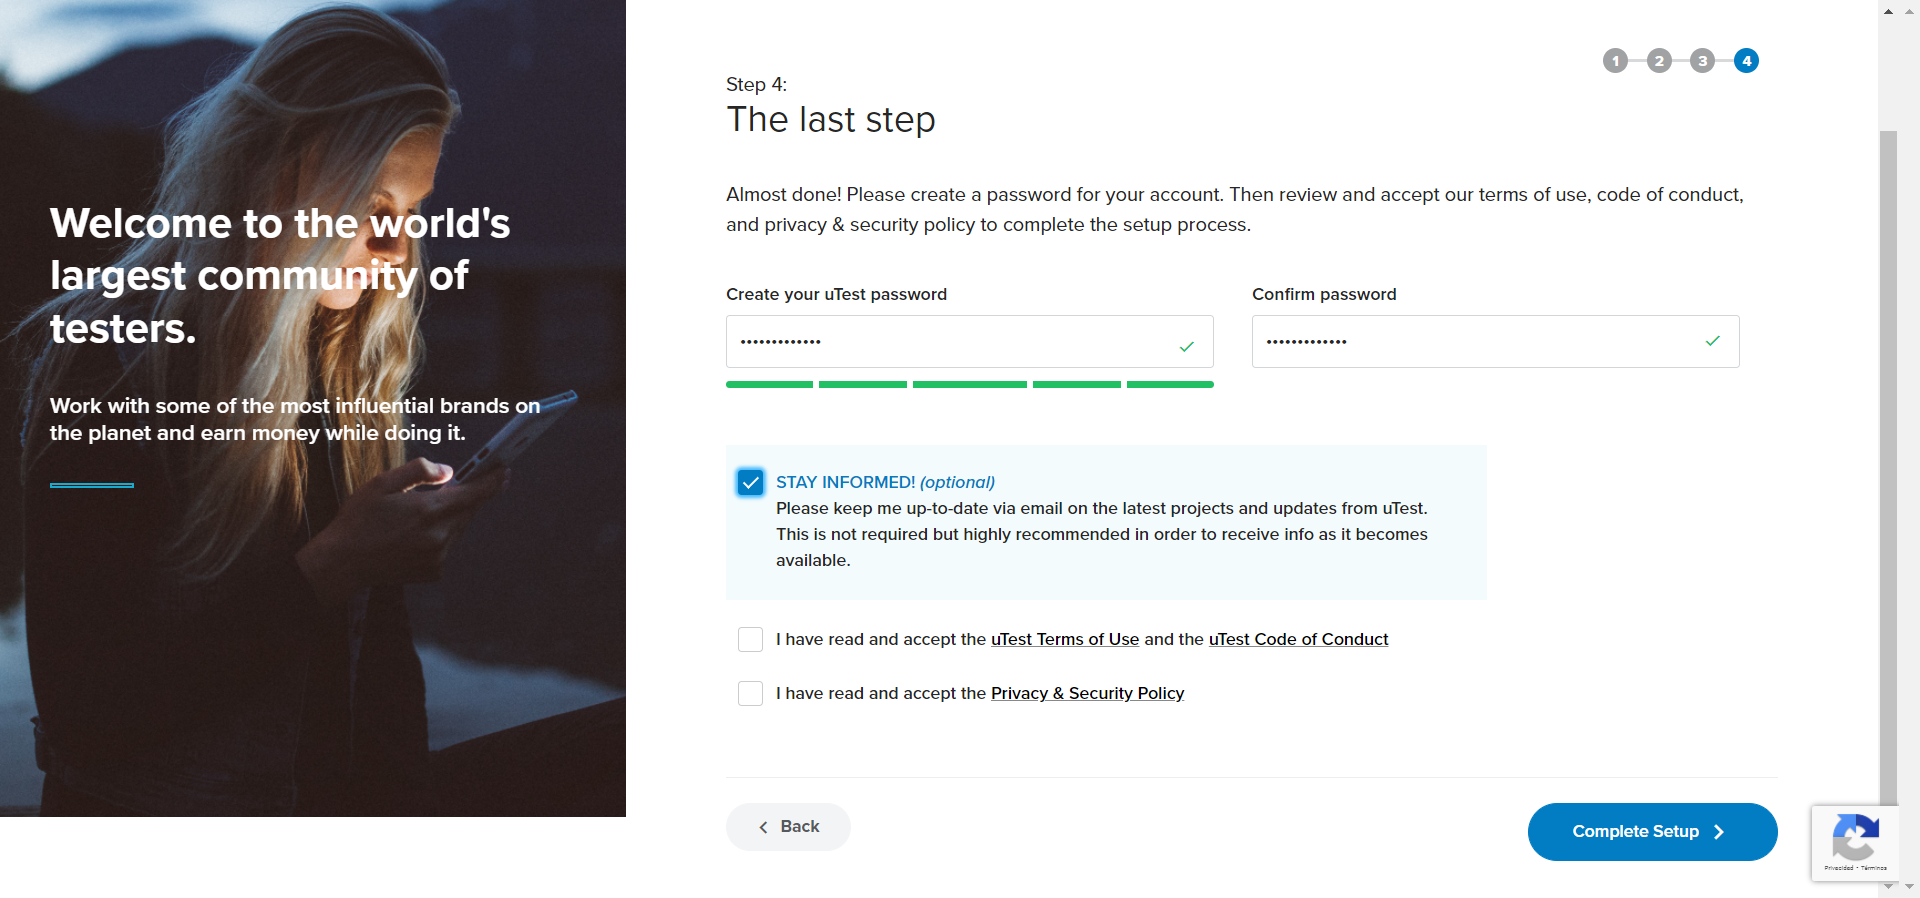 Welcome to the world's
largest community of
testers.
Work with some of the most influential brands on
the planet and earn money while doing it.
1 2 3 4
Step 4:
The last step
Almost done! Please create a password for your account. Then review and accept our terms of use, code of conduct,
and privacy & security policy to complete the setup process.
Create your uTest password
Confirm password
•••••••••••••
•••••••••••••
STAY INFORMED! (optional)
Please keep me up-to-date via email on the latest projects and updates from uTest.
This is not required but highly recommended in order to receive info as it becomes
available.
I have read and accept the uTest Terms of Use and the uTest Code of Conduct
I have read and accept the Privacy & Security Policy
Back
Complete Setup
Privacidad - Términos